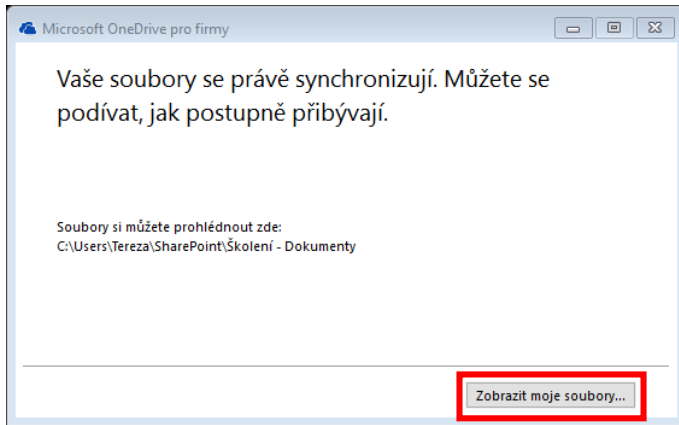 Microsoft OneDrive pro firmy
Vaše soubory se právě synchronizují. Můžete se
podívat, jak postupně přibývají.
Soubory si můžete prohlédnout zde:
C:\Users\Tereza\SharePoint\Školení - Dokumenty
Zobrazit moje soubory...